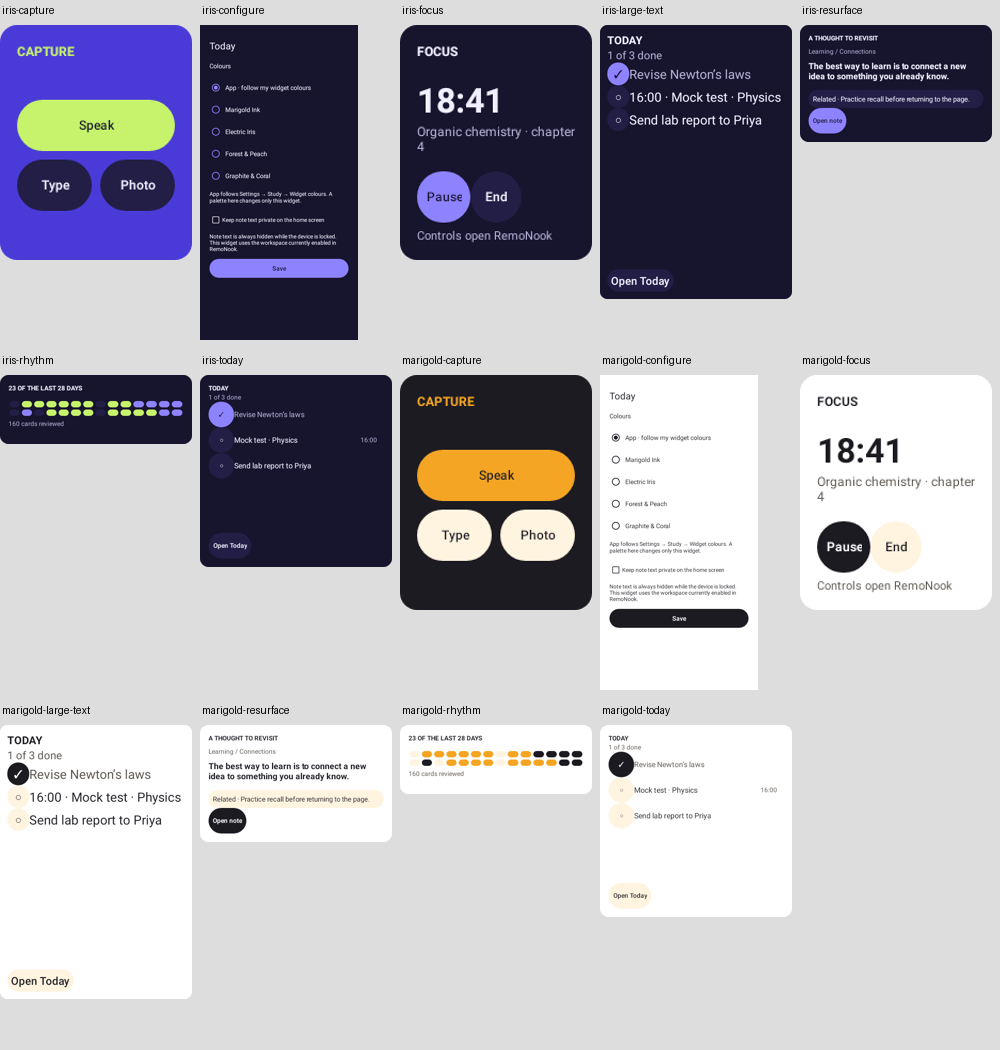 iris-capture
CAPTURE
Speak
Type
Photo
iris-configure
Today
Colours
App · follow my widget colours
Marigold Ink
Electric Iris
Forest & Peach
Graphite & Coral
App follows Settings → Study → Widget colours. A
palette here changes only this widget.
Keep note text private on the home screen
Note text is always hidden while the device is locked.
This widget uses the workspace currently enabled in
RemoNook.
Save
iris-focus
FOCUS
18:41
Organic chemistry · chapter
4
Pause
End
Controls open RemoNook
iris-large-text
TODAY
1 of 3 done
✓ Revise Newton's laws
○ 16:00 · Mock test · Physics
○ Send lab report to Priya
Open Today
iris-resurface
A THOUGHT TO REVISIT
Learning / Connections
The best way to learn is to connect a new
idea to something you already know.
Related · Practice recall before returning to the page.
Open note
iris-rhythm
23 OF THE LAST 28 DAYS
160 cards reviewed
iris-today
TODAY
1 of 3 done
✓ Revise Newton's laws
○ Mock test · Physics 16:00
○ Send lab report to Priya
Open Today
marigold-capture
CAPTURE
Speak
Type
Photo
marigold-configure
Today
Colours
App · follow my widget colours
Marigold Ink
Electric Iris
Forest & Peach
Graphite & Coral
App follows Settings → Study → Widget colours. A
palette here changes only this widget.
Keep note text private on the home screen
Note text is always hidden while the device is locked.
This widget uses the workspace currently enabled in
RemoNook.
Save
marigold-focus
FOCUS
18:41
Organic chemistry · chapter
4
Pause
End
Controls open RemoNook
marigold-large-text
TODAY
1 of 3 done
✓ Revise Newton's laws
○ 16:00 · Mock test · Physics
○ Send lab report to Priya
Open Today
marigold-resurface
A THOUGHT TO REVISIT
Learning / Connections
The best way to learn is to connect a new
idea to something you already know.
Related · Practice recall before returning to the page.
Open note
marigold-rhythm
23 OF THE LAST 28 DAYS
160 cards reviewed
marigold-today
TODAY
1 of 3 done
✓ Revise Newton's laws
○ Mock test · Physics 16:00
○ Send lab report to Priya
Open Today